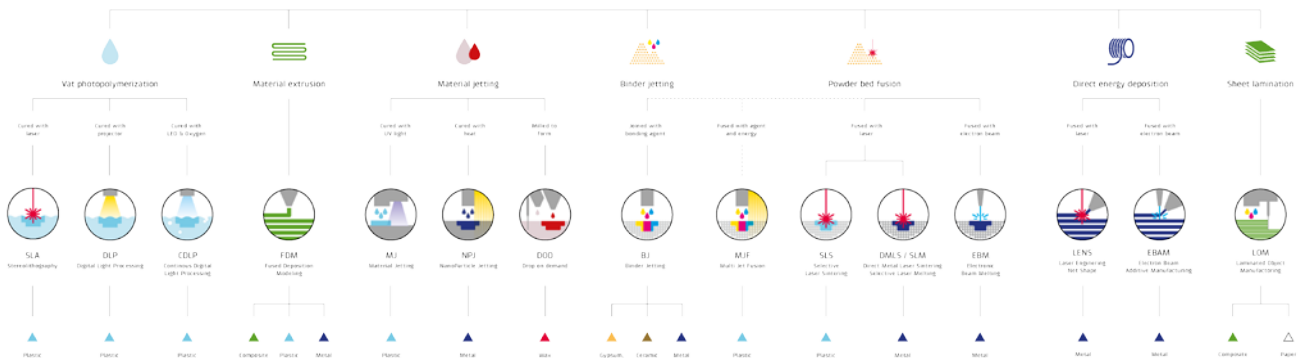 Vat photopolymerization
Material extrusion
Material jetting
Binder jetting
Powder bed fusion
Direct energy deposition
Sheet lamination
Cured with
laser
Cured with
projector
Cured with
LED & Oxygen
Cured with
UV light
Cured with
heat
Milled to
form
Joined with
bonding agent
Fused with agent
and energy
Fused with
laser
Fused with
electron beam
Fused with
laser
Fused with
electron beam
SLA
DLP
CDLP
FDM
MJ
NPJ
DOD
BJ
MJF
SLS
DMLS / SLM
EBM
LENS
EBAM
LOM
Digital Light Processing
Continuous Digital
Light Processing
Fused Deposition
Modeling
Material Jetting
NanoParticle Jetting
Drop on demand
Binder Jetting
Multi Jet Fusion
Selective
Laser Sintering
Direct Metal Laser Sintering
Selective Laser Melting
Electron
Beam Melting
Laser Engineering
Net Shape
Electron Beam
Additive Manufacturing
Laminated Object
Manufacturing
Plastic
Plastic
Plastic
Composite
Plastic
Metal
Plastic
Metal
Wax
Gypsum,
Ceramic
Metal
Plastic
Plastic
Metal
Metal
Metal
Metal
Composite
Paper